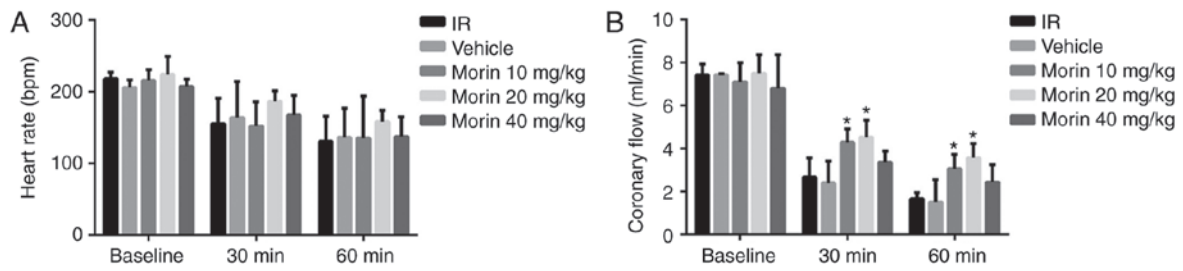 A
Heart rate (bpm)
300
200
100
0
Baseline
30 min
60 min
IR
Vehicle
Morin 10 mg/kg
Morin 20 mg/kg
Morin 40 mg/kg
B
Coronary flow (ml/min)
10
8
6
4
2
0
* *
* *
Baseline
30 min
60 min
IR
Vehicle
Morin 10 mg/kg
Morin 20 mg/kg
Morin 40 mg/kg